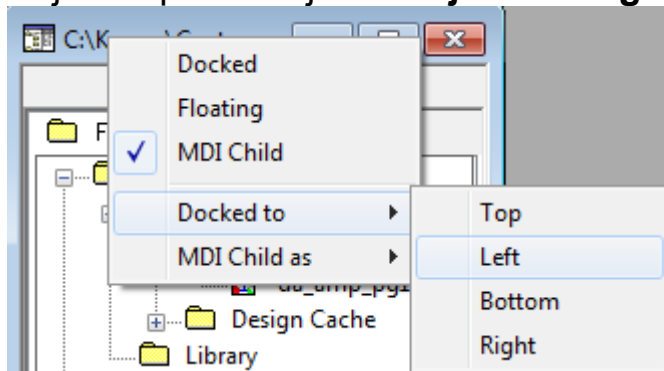 C:\K
Docked
Floating
MDI Child
Docked to
MDI Child as
Top
Left
Bottom
Right
Design Cache
Library